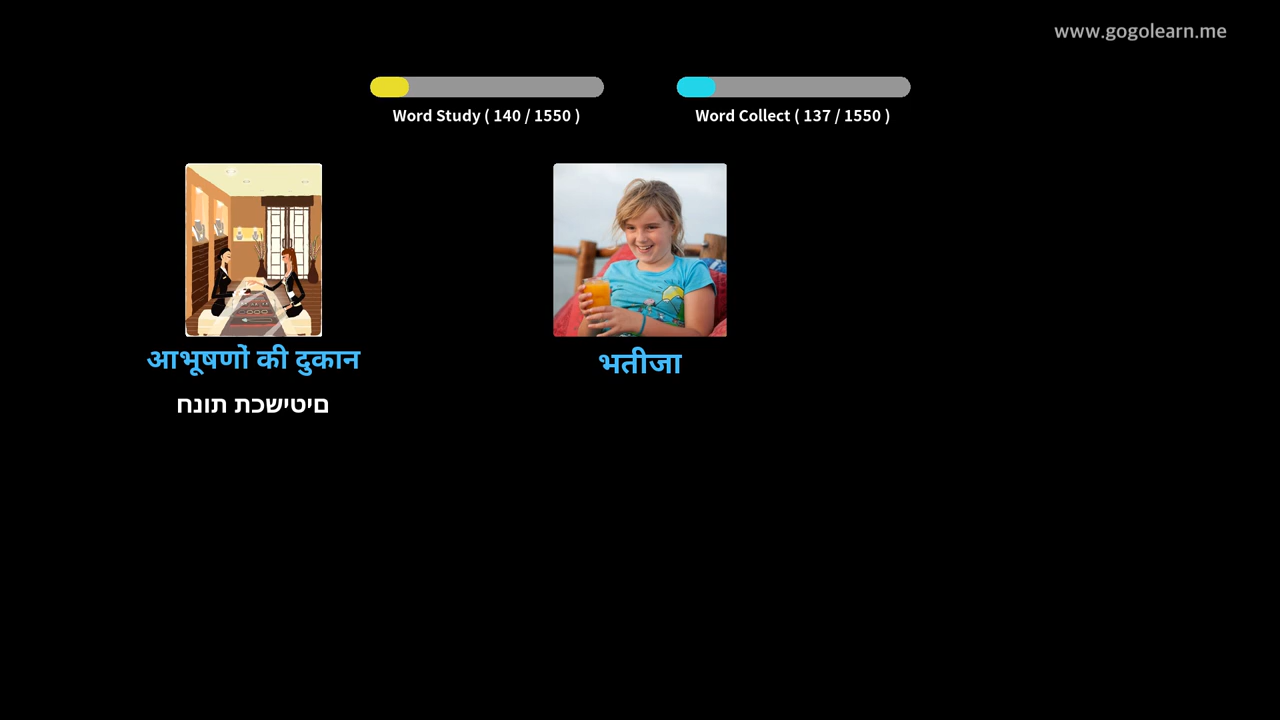 www.gogolearn.me
Word Study ( 140 / 1550 )
Word Collect ( 137 / 1550 )
आभूषणों की दुकान
חנות תכשיטים
भतीजा